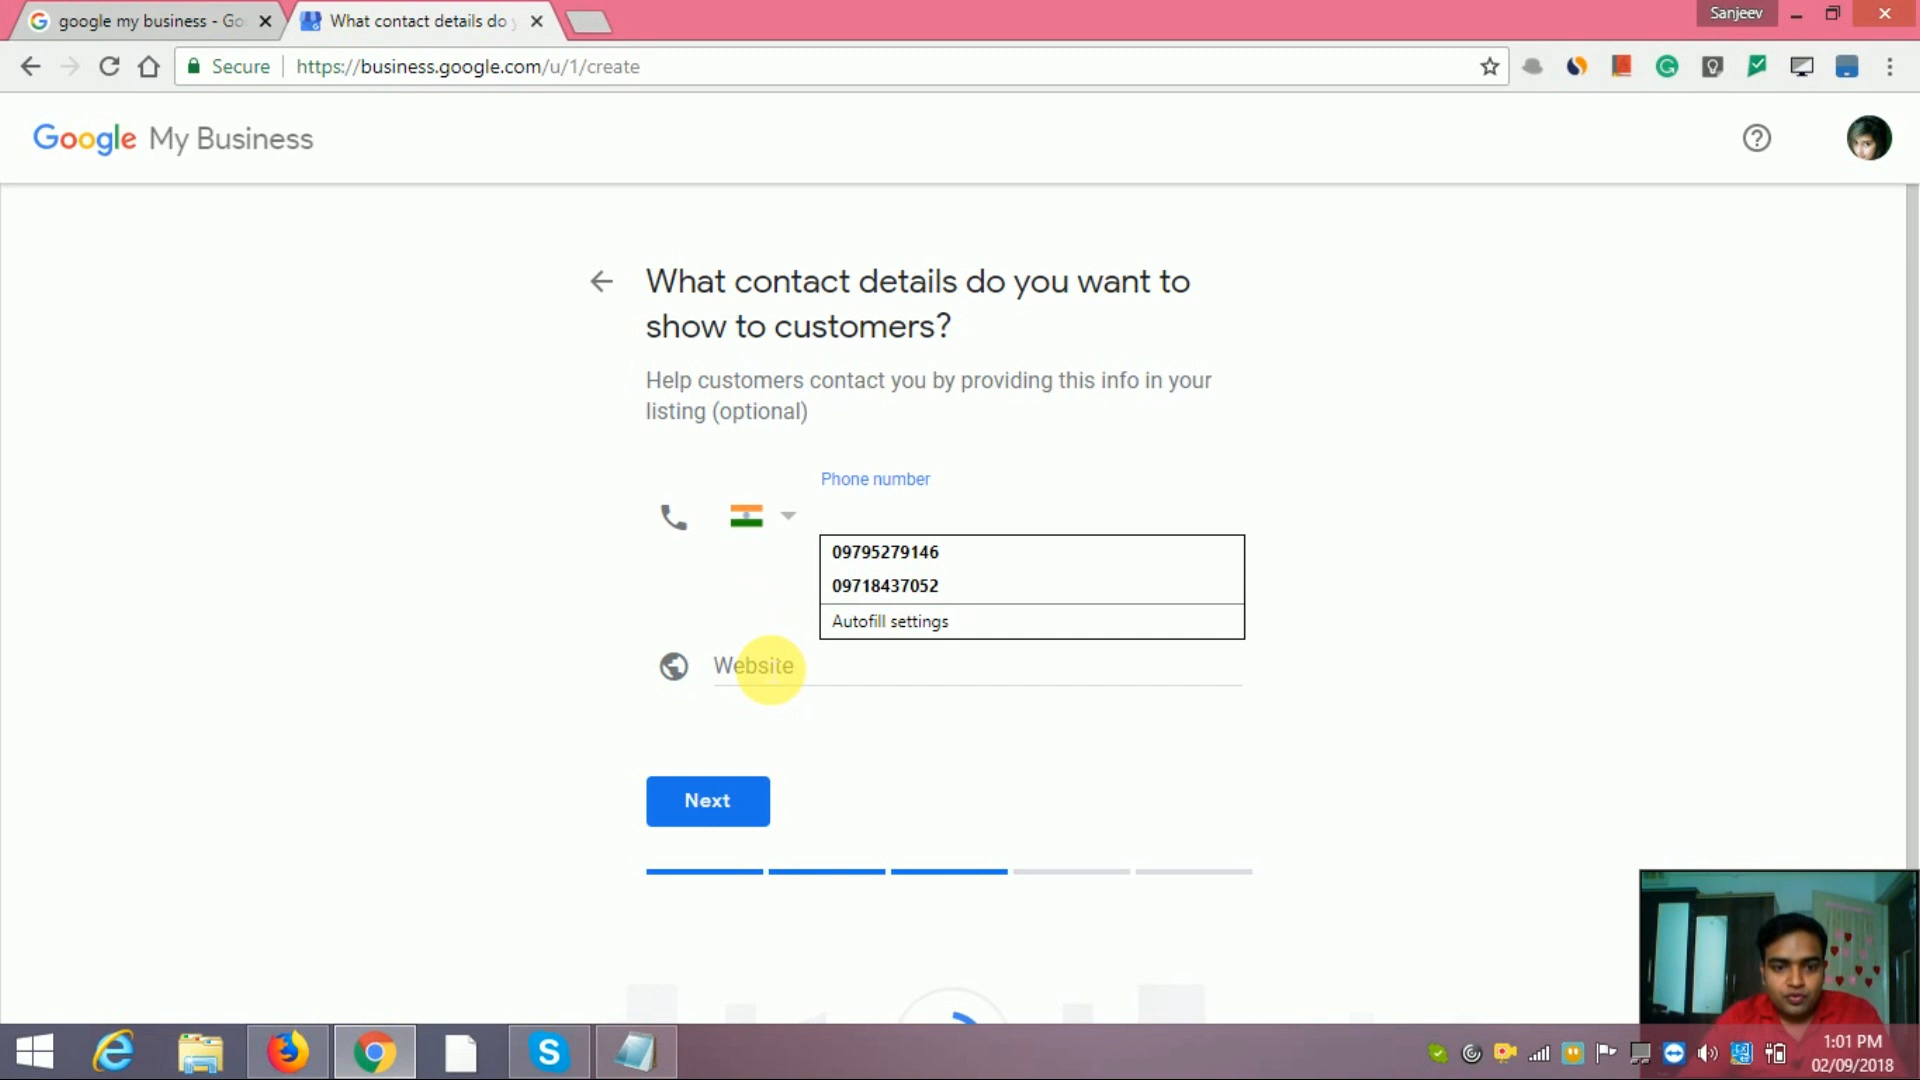 google my business - Go
What contact details do y
Sanjeev
Secure
https://business.google.com/u/1/create
Google My Business
What contact details do you want to
show to customers?
Help customers contact you by providing this info in your
listing (optional)
Phone number
09795279146
09718437052
Autofill settings
Website
Next
1:01 PM
02/09/2018